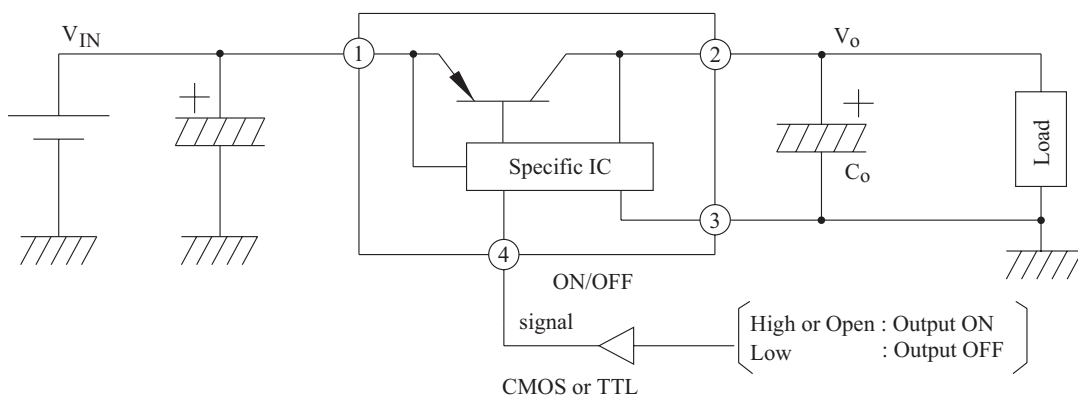 V_IN
1
2
V_o
+
+
Specific IC
Load
C_o
3
4
ON/OFF
signal
High or Open : Output ON
Low : Output OFF
CMOS or TTL